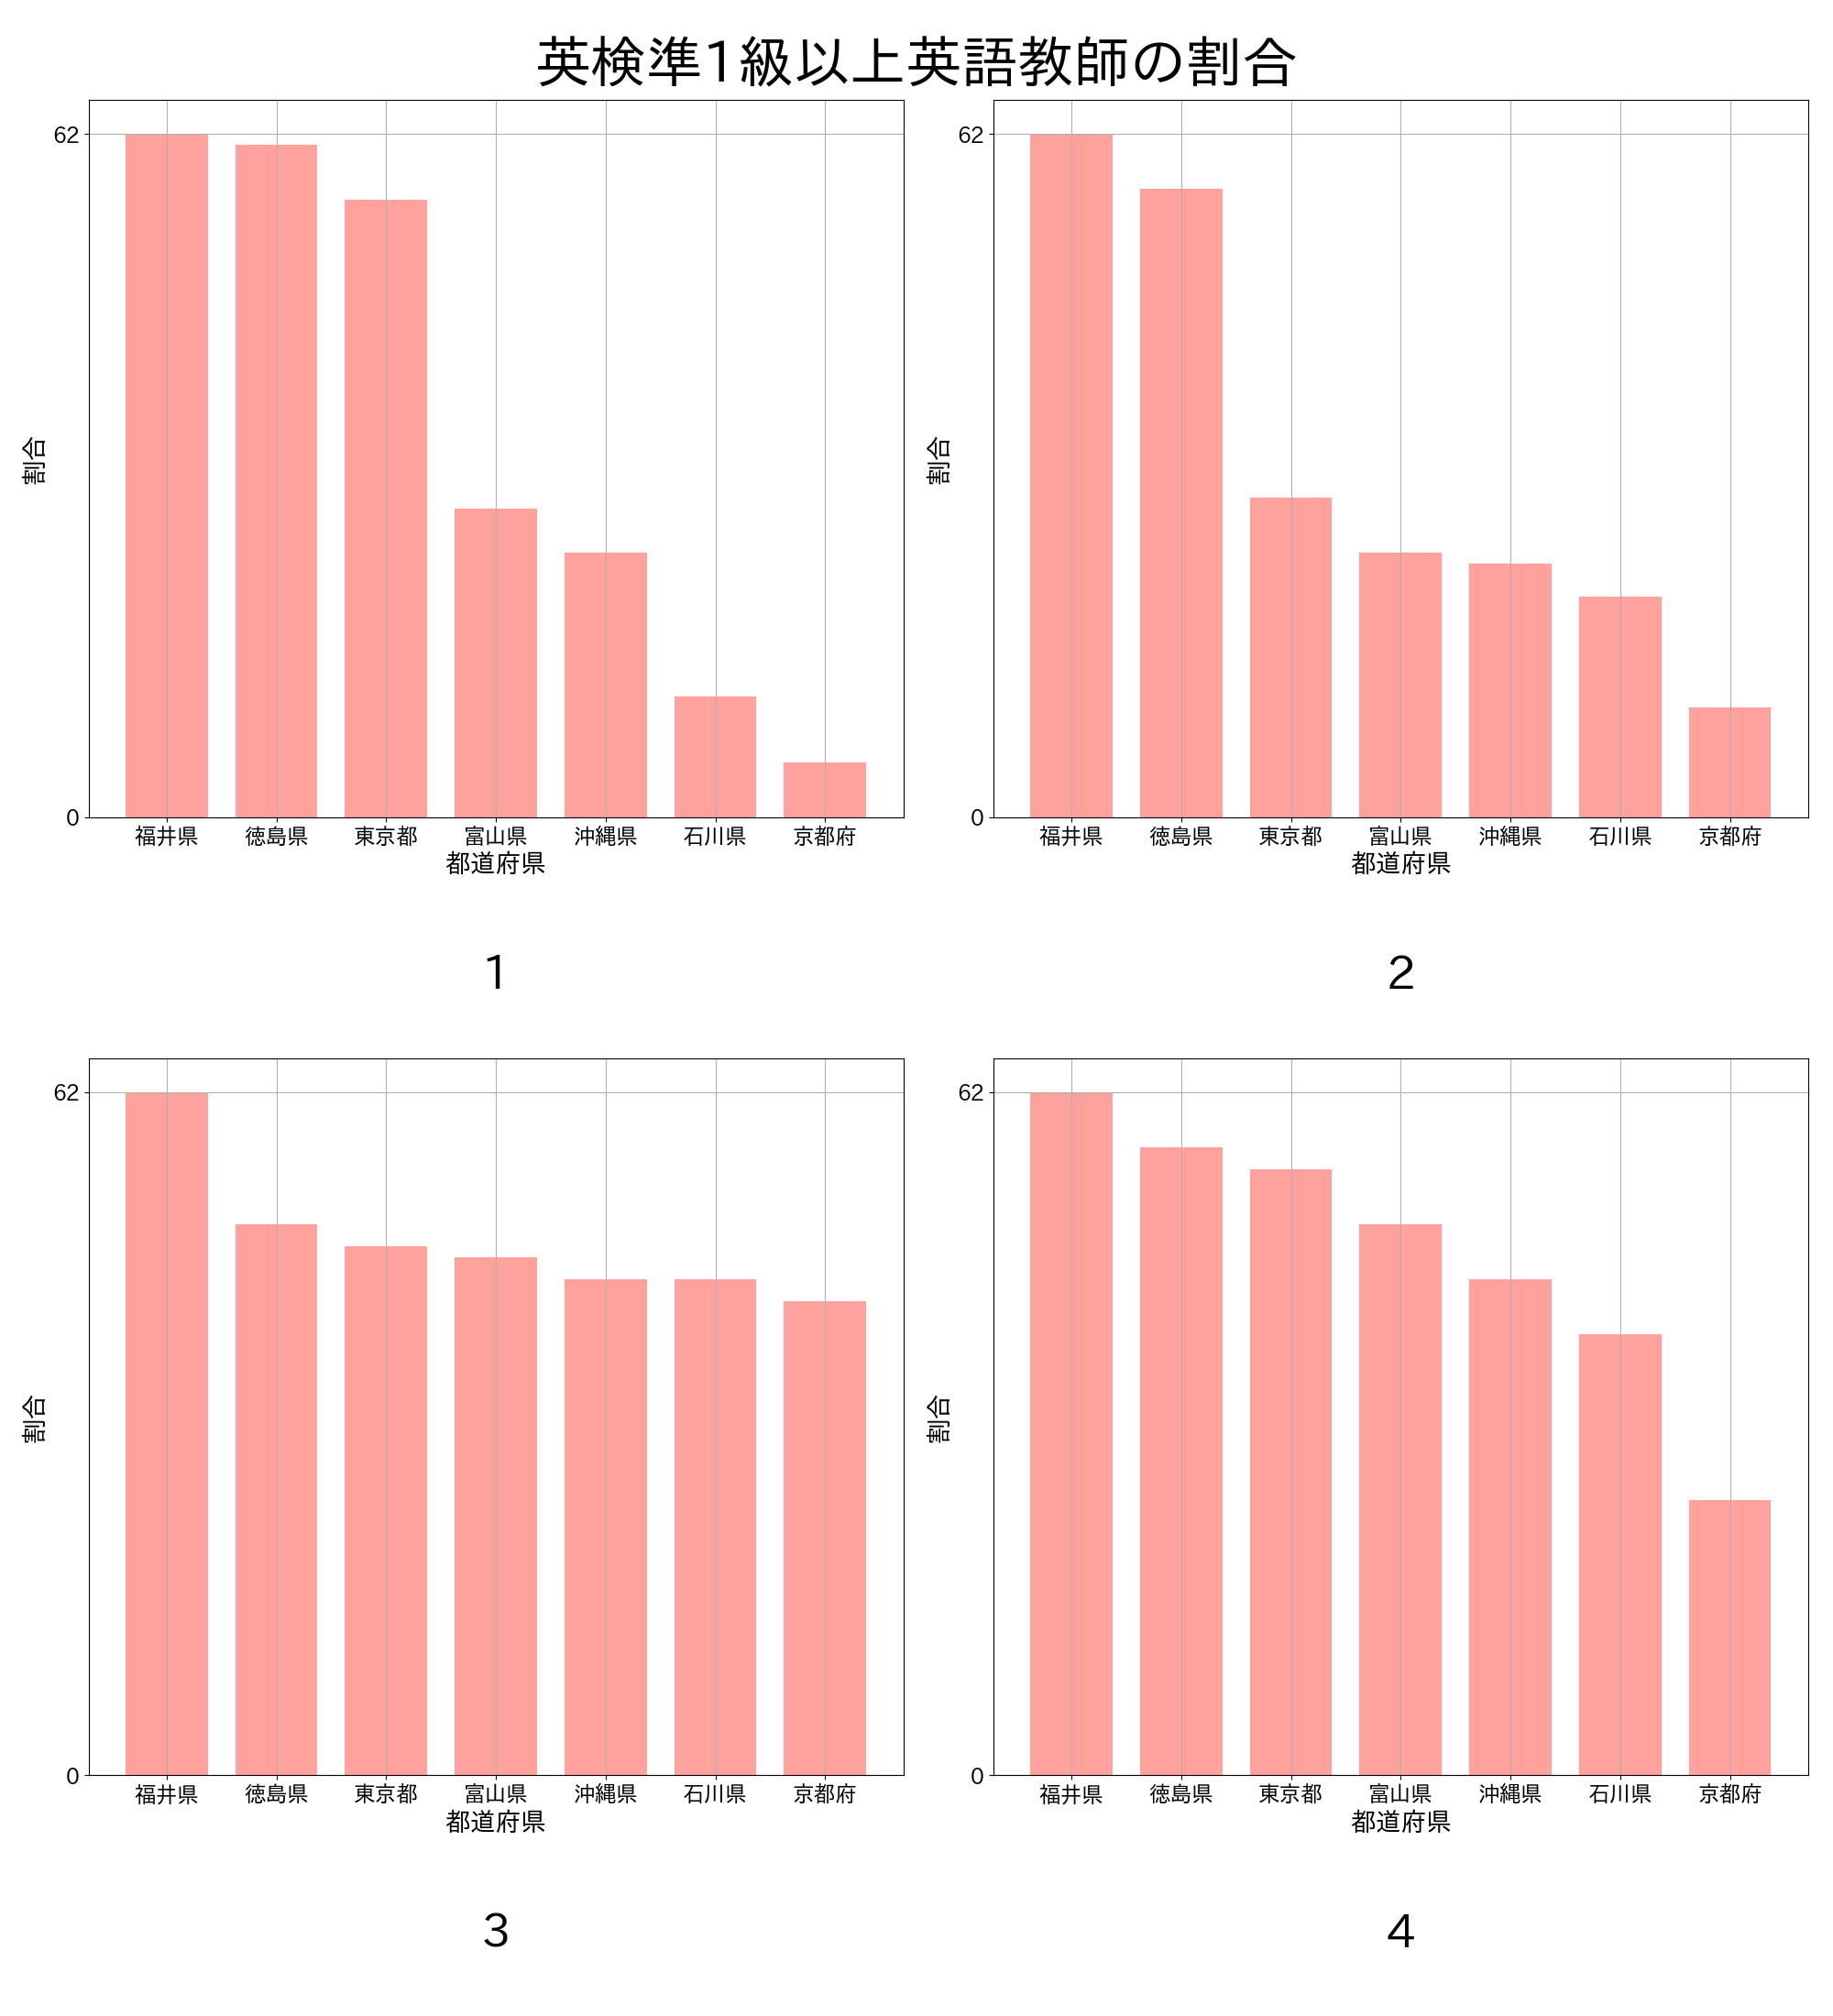 英検準1級以上英語教師の割合
62
割合
0
福井県 徳島県 東京都 富山県 沖縄県 石川県 京都府
都道府県
1
62
割合
0
福井県 徳島県 東京都 富山県 沖縄県 石川県 京都府
都道府県
2
62
割合
0
福井県 徳島県 東京都 富山県 沖縄県 石川県 京都府
都道府県
3
62
割合
0
福井県 徳島県 東京都 富山県 沖縄県 石川県 京都府
都道府県
4